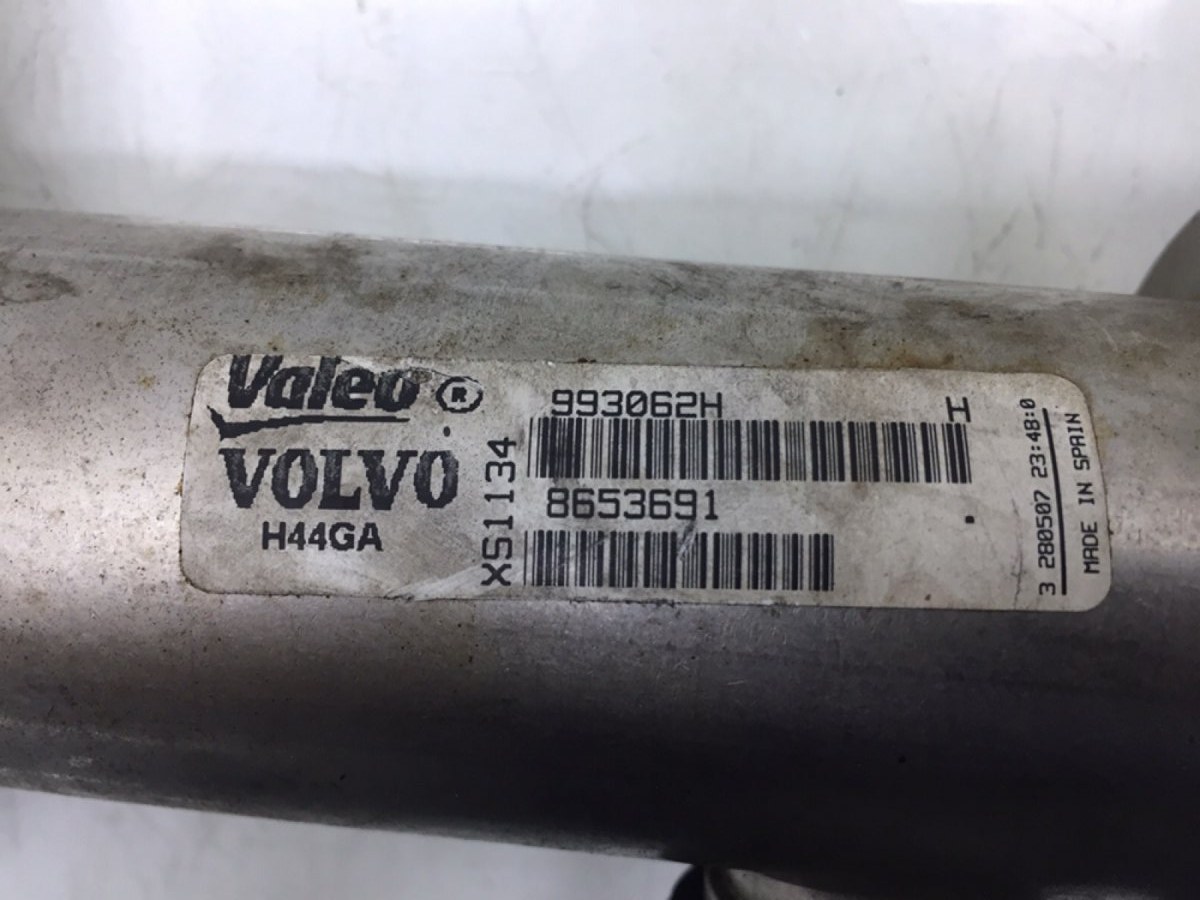 Valeo ®
VOLVO
H44GA
XS1134
993062H
H
8653691
3 280507 23:48:0
MADE IN SPAIN